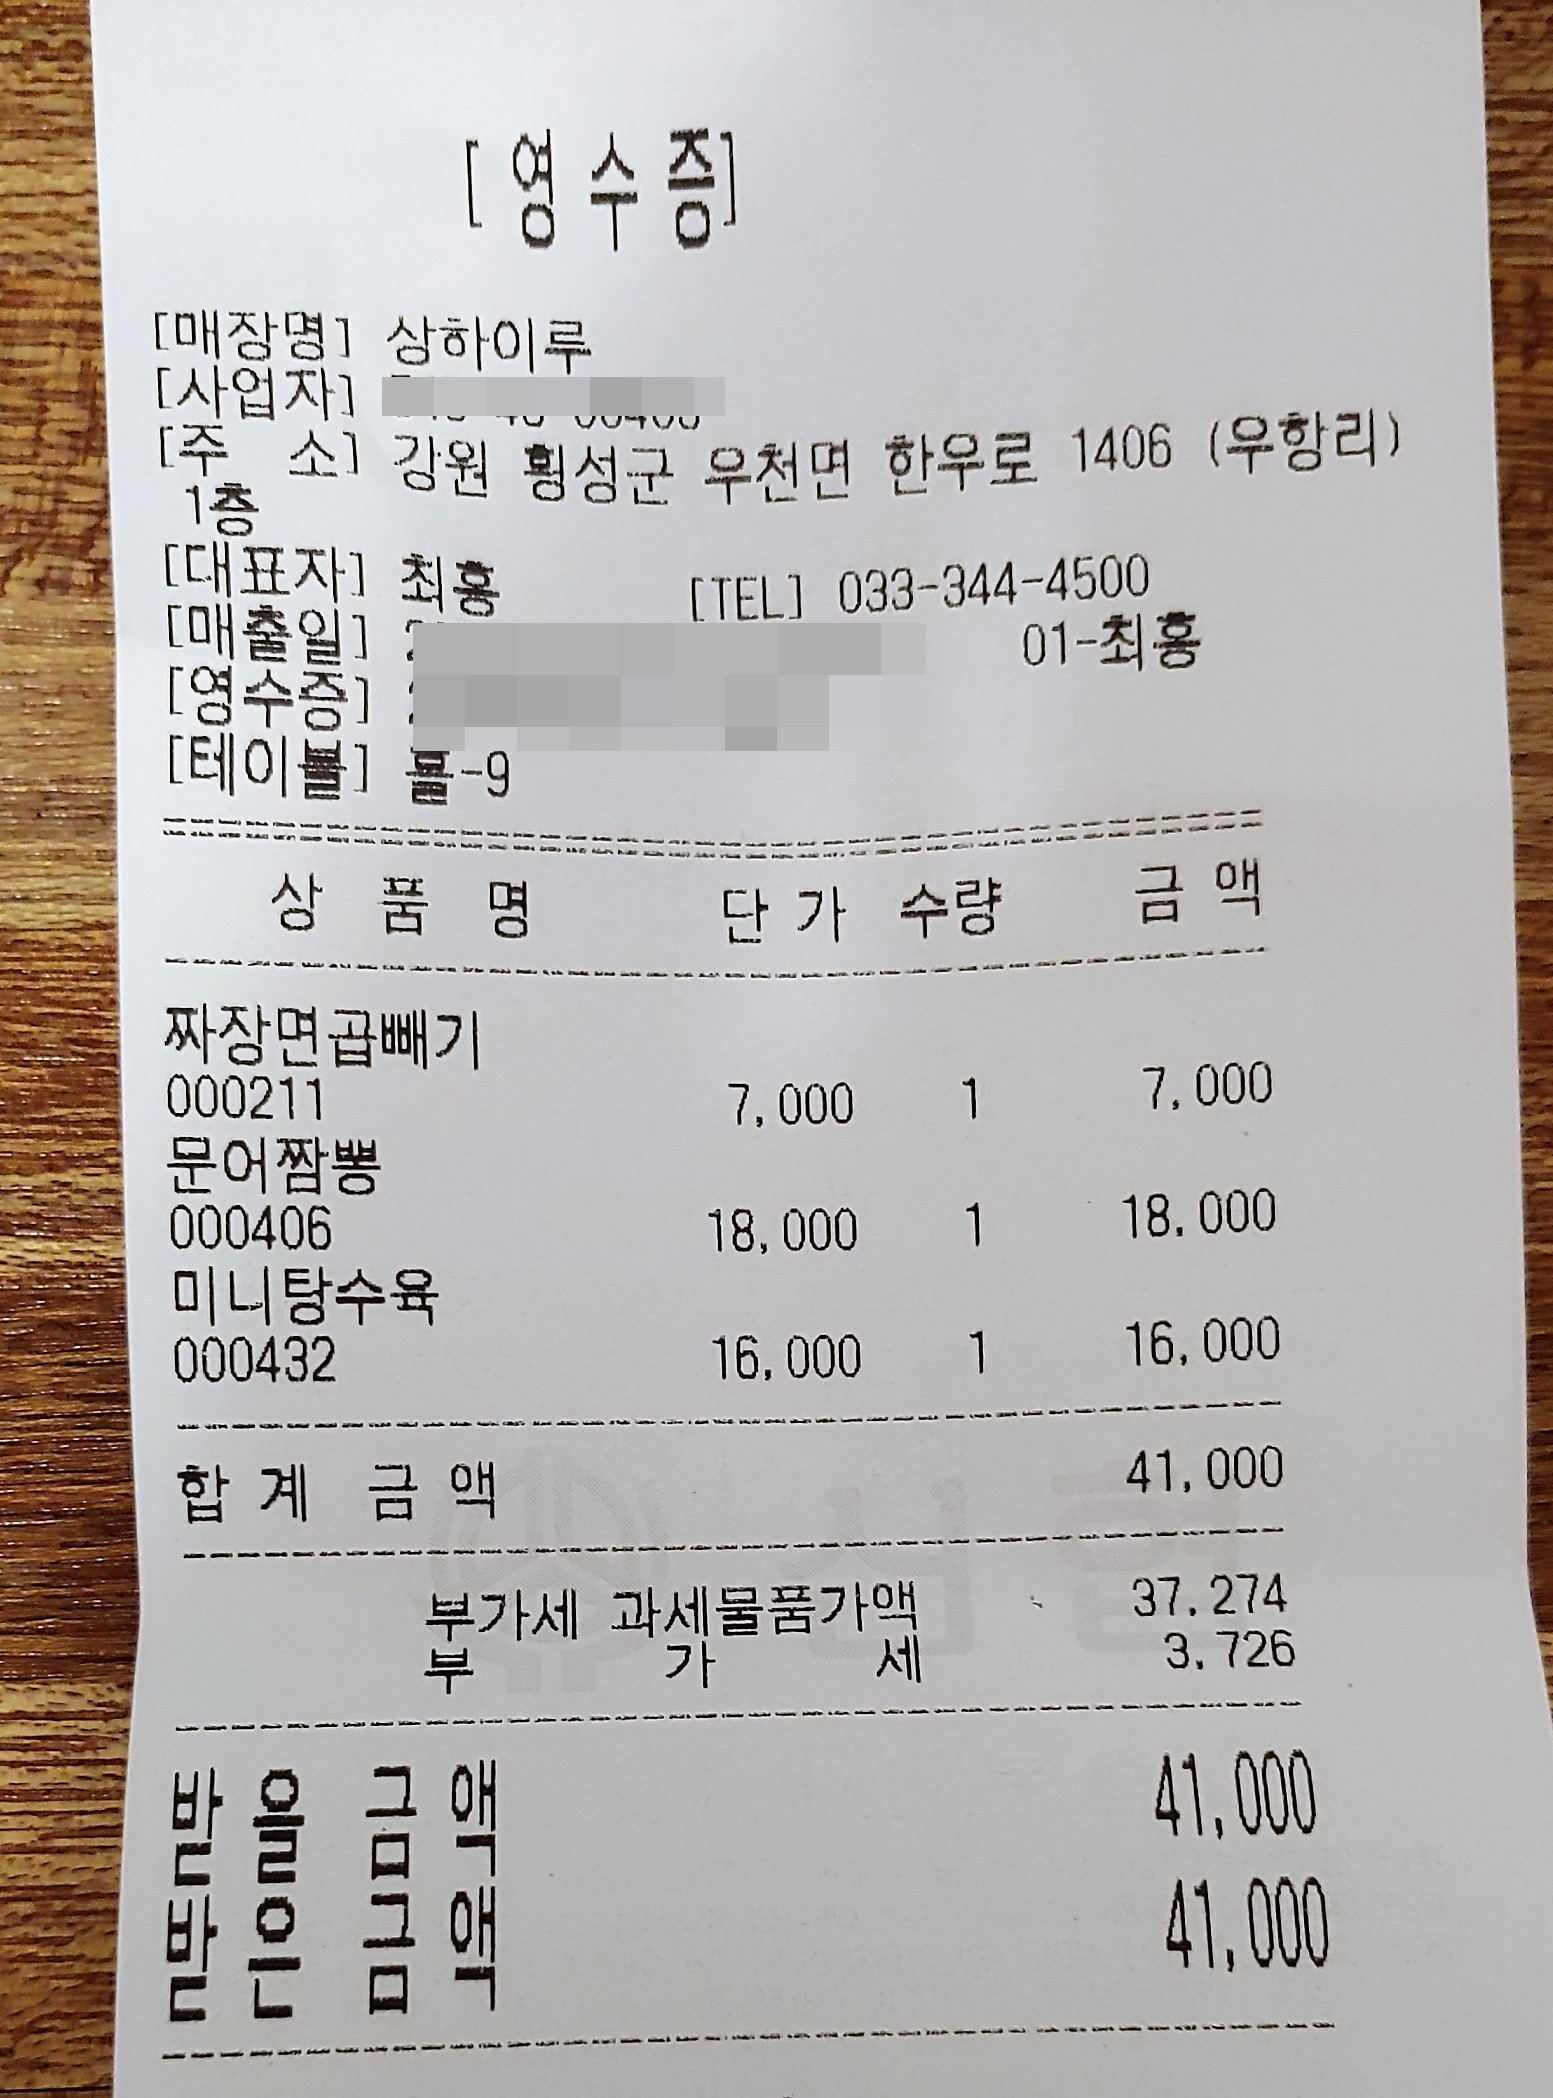 [영수증]
[매장명] 상하이루
[사업자]
[주 소] 강원 횡성군 우천면 한우로 1406 (우항리)
1층
[대표자] 최홍 [TEL] 033-344-4500
[매출일] 01-최홍
[영수증]
[테이블] 홀-9
상 품 명 단 가 수량 금 액
짜장면곱빼기
000211 7,000 1 7,000
문어짬뽕
000406 18,000 1 18,000
미니탕수육
000432 16,000 1 16,000
합 계 금 액 41,000
부가세 과세물품가액 37,274
부 가 세 3,726
받 을 금 액 41,000
받 은 금 액 41,000